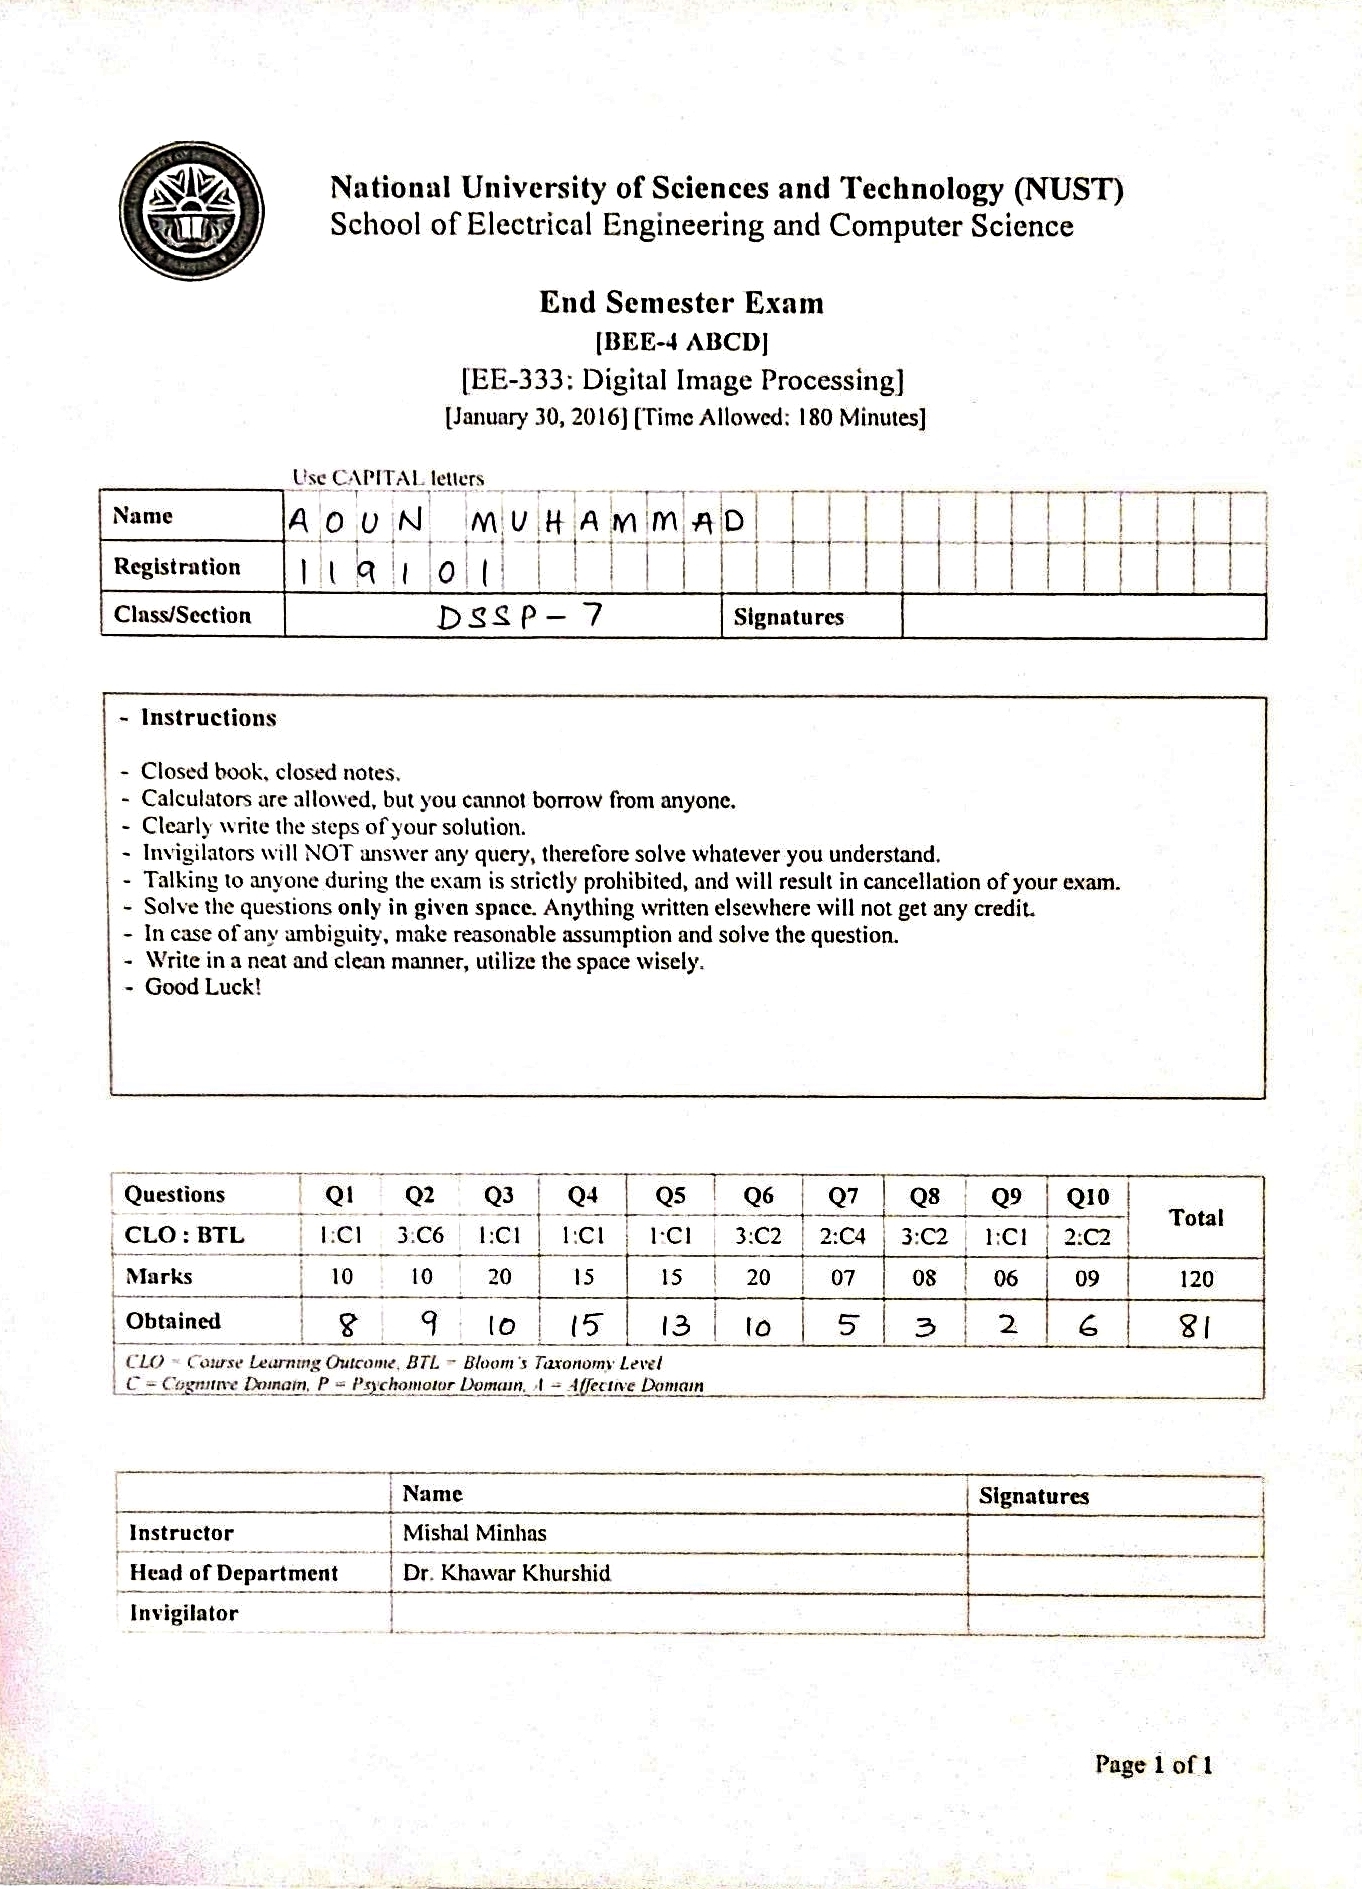 National University of Sciences and Technology (NUST)
School of Electrical Engineering and Computer Science
End Semester Exam
[BEE-4 ABCD]
[EE-333: Digital Image Processing]
[January 30, 2016] [Time Allowed: 180 Minutes]
Use CAPITAL letters
Name AOUN MUHAMMAD
Registration 119101
Class/Section DSSP-7 Signatures
- Instructions
- Closed book, closed notes.
- Calculators are allowed, but you cannot borrow from anyone.
- Clearly write the steps of your solution.
- Invigilators will NOT answer any query, therefore solve whatever you understand.
- Talking to anyone during the exam is strictly prohibited, and will result in cancellation of your exam.
- Solve the questions only in given space. Anything written elsewhere will not get any credit.
- In case of any ambiguity, make reasonable assumption and solve the question.
- Write in a neat and clean manner, utilize the space wisely.
- Good Luck!
Questions Q1 Q2 Q3 Q4 Q5 Q6 Q7 Q8 Q9 Q10 Total
CLO : BTL 1:C1 3:C6 1:C1 1:C1 1:C1 3:C2 2:C4 3:C2 1:C1 2:C2
Marks 10 10 20 15 15 20 07 08 06 09 120
Obtained 8 9 10 15 13 10 5 3 2 6 81
CLO = Course Learning Outcome, BTL = Bloom's Taxonomy Level
C = Cognitive Domain, P = Psychomotor Domain, A = Affective Domain
Name Signatures
Instructor Mishal Minhas
Head of Department Dr. Khawar Khurshid
Invigilator
Page 1 of 1